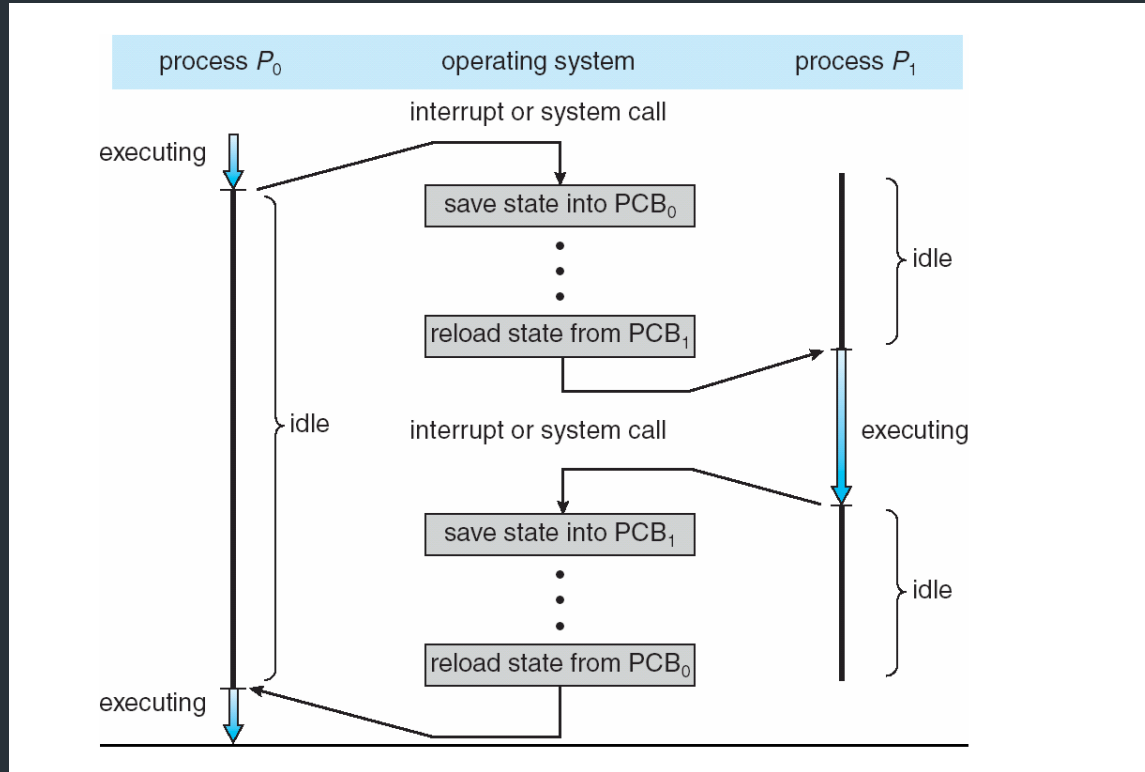 process P₀ operating system process P₁
interrupt or system call
executing
save state into PCB₀
idle
reload state from PCB₁
idle
interrupt or system call
executing
save state into PCB₁
idle
reload state from PCB₀
executing